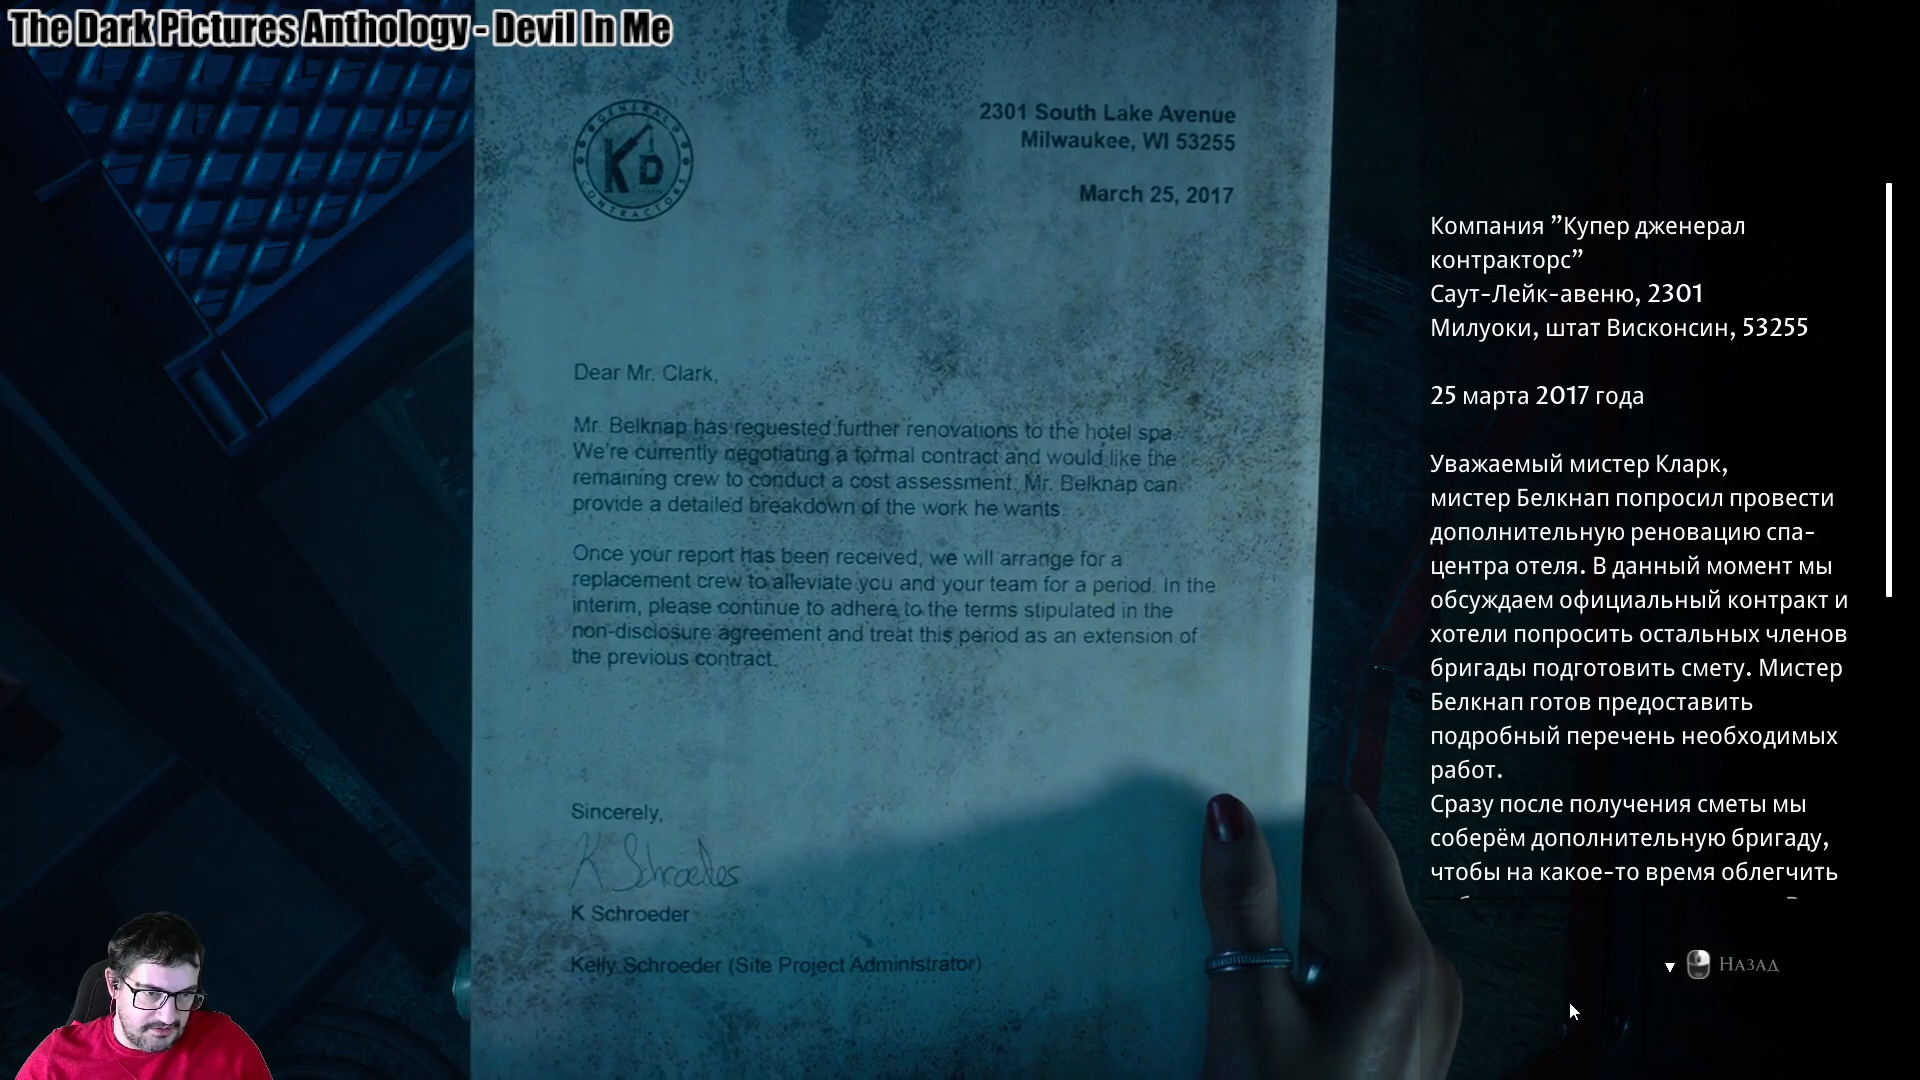 The Dark Pictures Anthology - Devil In Me
GENERAL
KD
CONTRACTORS
2301 South Lake Avenue
Milwaukee, WI 53255
March 25, 2017
Dear Mr. Clark,
Mr. Belknap has requested further renovations to the hotel spa.
We're currently negotiating a formal contract and would like the
remaining crew to conduct a cost assessment. Mr. Belknap can
provide a detailed breakdown of the work he wants.
Once your report has been received, we will arrange for a
replacement crew to alleviate you and your team for a period. In the
interim, please continue to adhere to the terms stipulated in the
non-disclosure agreement and treat this period as an extension of
the previous contract.
Sincerely,
K Schroeder
K Schroeder
Kelly Schroeder (Site Project Administrator)
Компания ”Купер дженерал
контракторс”
Саут-Лейк-авеню, 2301
Милуоки, штат Висконсин, 53255
25 марта 2017 года
Уважаемый мистер Кларк,
мистер Белкнап попросил провести
дополнительную реновацию спа-
центра отеля. В данный момент мы
обсуждаем официальный контракт и
хотели попросить остальных членов
бригады подготовить смету. Мистер
Белкнап готов предоставить
подробный перечень необходимых
работ.
Сразу после получения сметы мы
соберём дополнительную бригаду,
чтобы на какое-то время облегчить
Назад